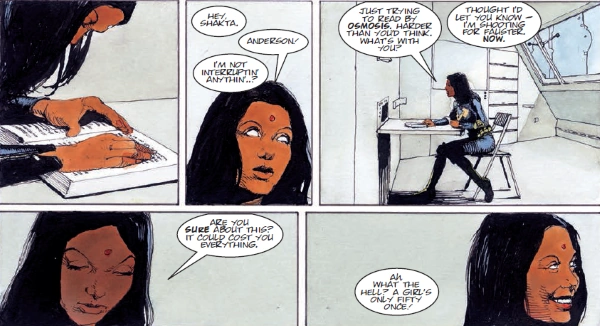 HEY,
SHAKTA.
ANDERSON!
I'M NOT
INTERRUPTIN'
ANYTHIN'..?
JUST TRYING
TO READ BY
OSMOSIS. HARDER
THAN YOU'D THINK.
WHAT'S WITH
YOU?
THOUGHT I'D
LET YOU KNOW —
I'M SHOOTING
FOR FAUSTER.
NOW.
ARE YOU
SURE ABOUT THIS?
IT COULD COST YOU
EVERYTHING.
AH
WHAT THE
HELL? A GIRL'S
ONLY FIFTY
ONCE!